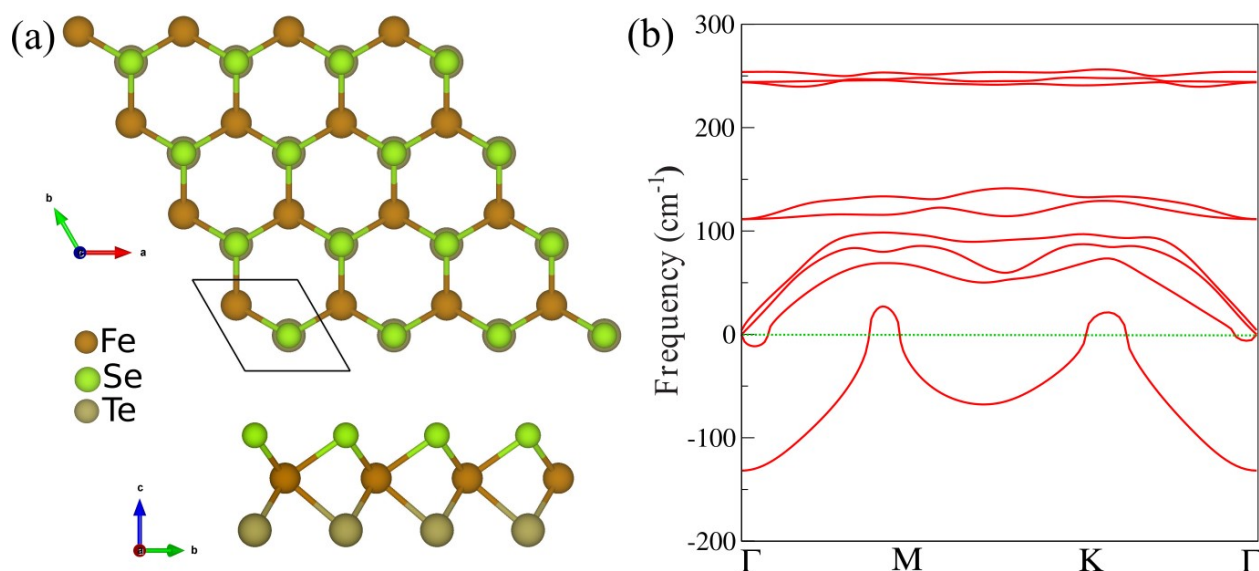 (a)
b
c
a
Fe
Se
Te
c
a
b
(b)
Frequency (cm⁻¹)
300
200
100
0
-100
-200
Γ M K Γ